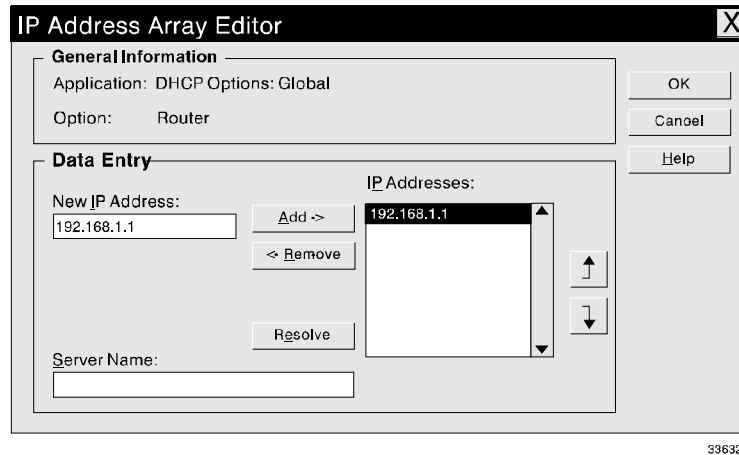 IP Address Array Editor X
General Information
Application: DHCP Options: Global
Option: Router
OK
Cancel
Help
Data Entry
New IP Address:
192.168.1.1
Add ->
<- Remove
IP Addresses:
192.168.1.1
Resolve
Server Name:
33632